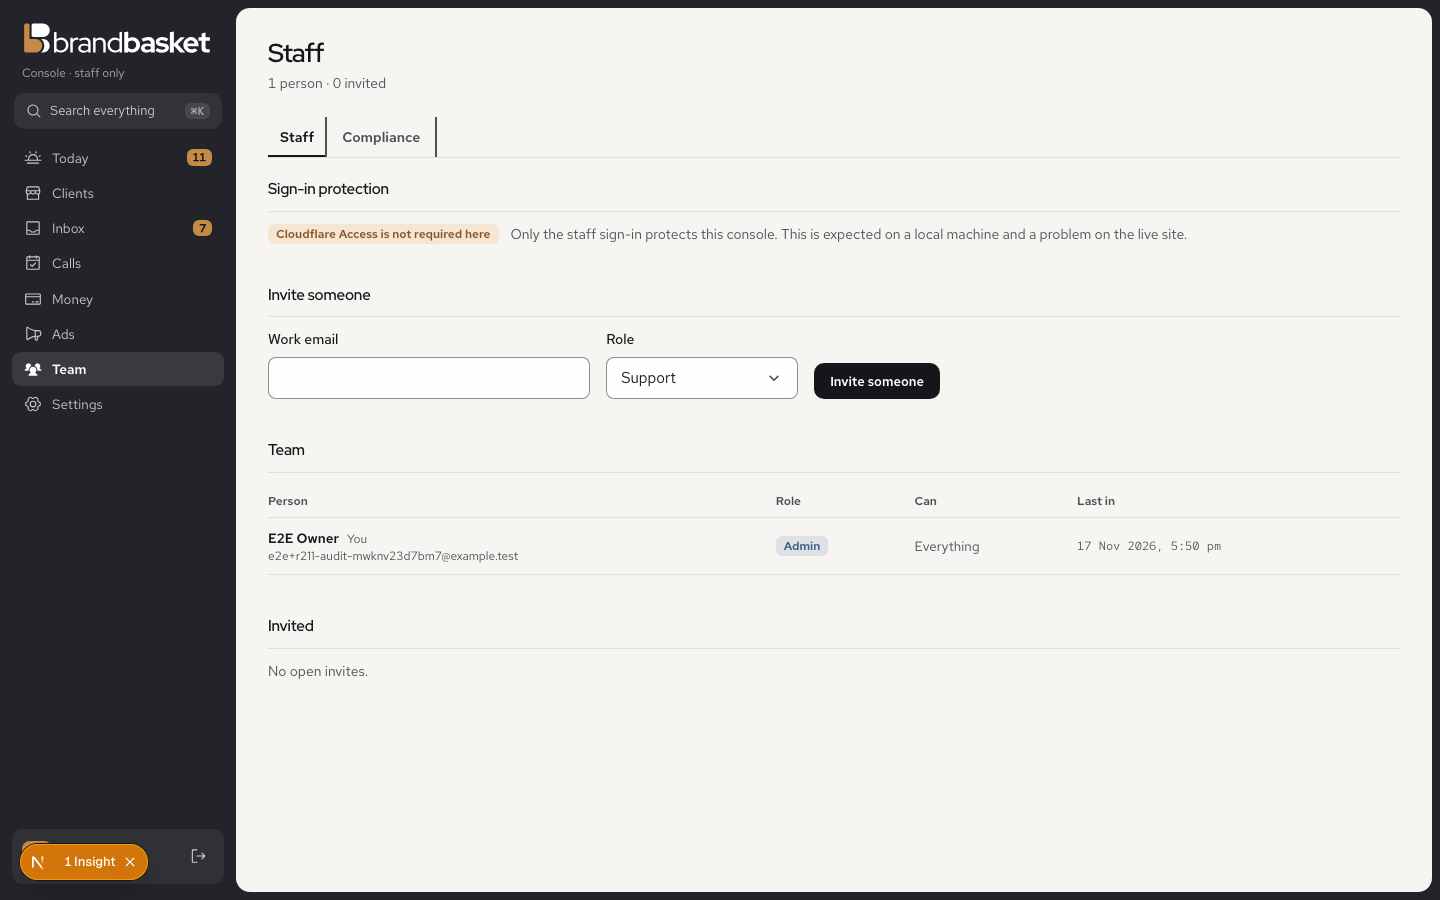 brandbasket
Console · staff only
Search everything ⌘K
Today 11
Clients
Inbox 7
Calls
Money
Ads
Team
Settings
1 Insight
Staff
1 person · 0 invited
Staff Compliance
Sign-in protection
Cloudflare Access is not required here Only the staff sign-in protects this console. This is expected on a local machine and a problem on the live site.
Invite someone
Work email Role
Support Invite someone
Team
Person Role Can Last in
E2E Owner You
e2e+r211-audit-mwknv23d7bm7@example.test
Admin Everything 17 Nov 2026, 5:50 pm
Invited
No open invites.